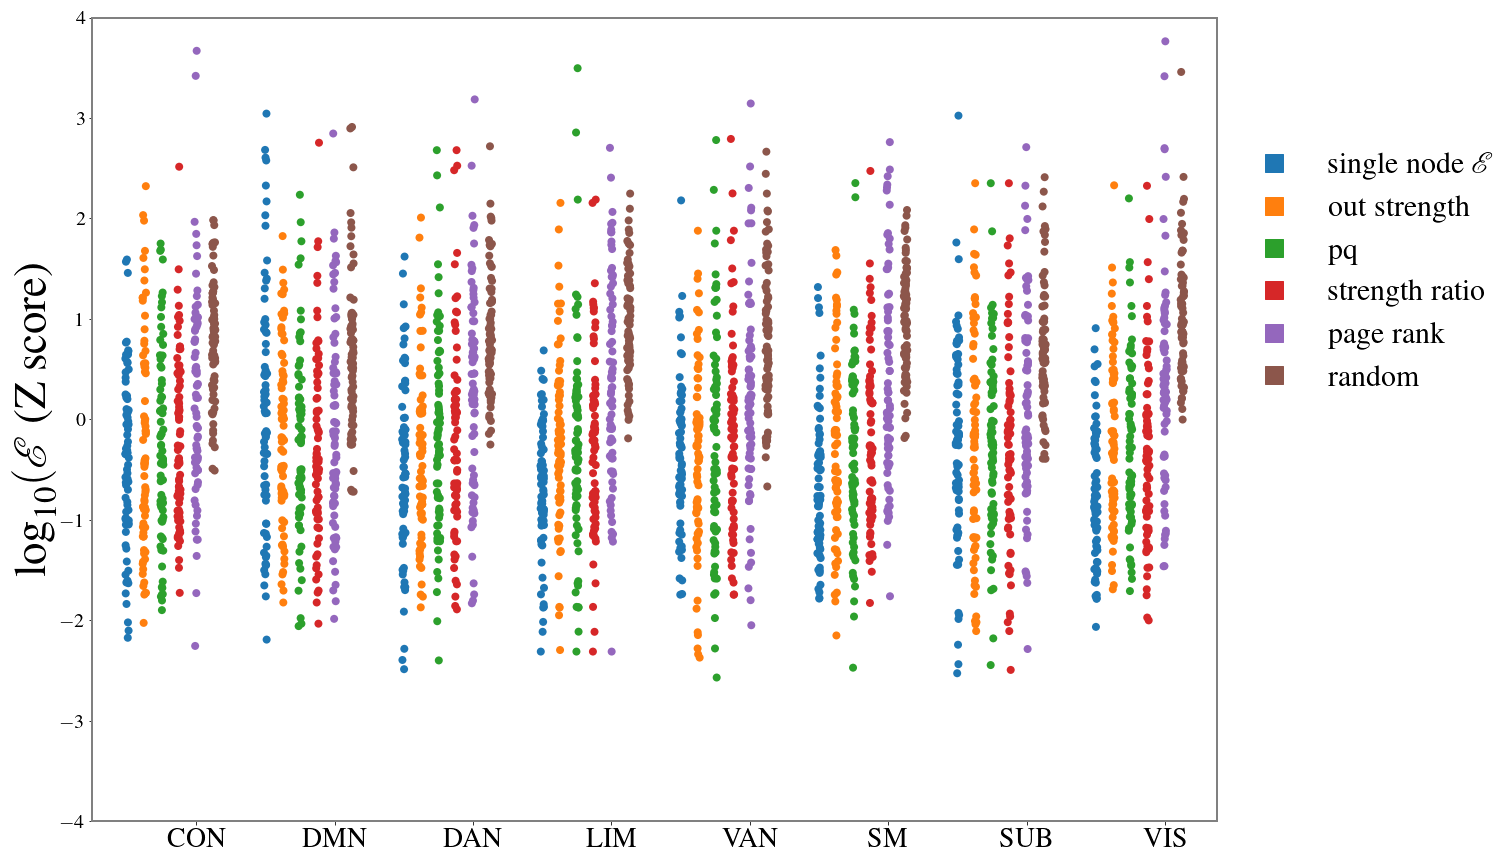 4
3
2
1
0
−1
−2
−3
−4
log10(ℰ (Z score)
CON DMN DAN LIM VAN SM SUB VIS
single node ℰ
out strength
pq
strength ratio
page rank
random